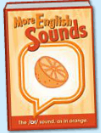 More English
Sounds
The /ɒ/ sound, as in orange.